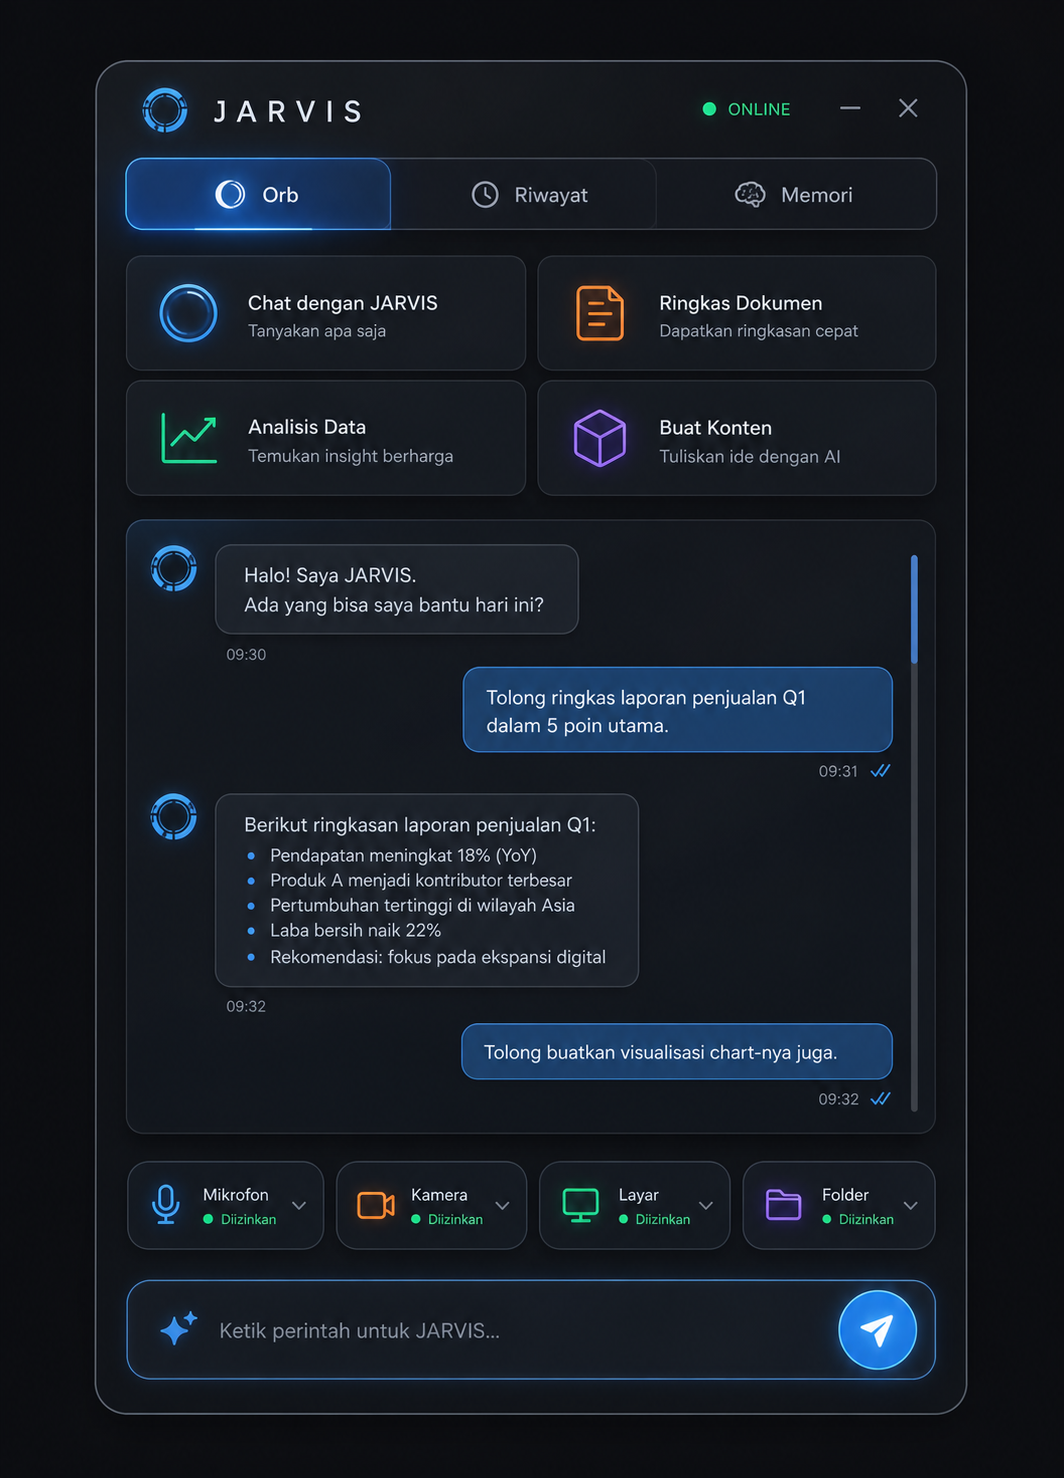 JARVIS
ONLINE
Orb
Riwayat
Memori
Chat dengan JARVIS
Tanyakan apa saja
Ringkas Dokumen
Dapatkan ringkasan cepat
Analisis Data
Temukan insight berharga
Buat Konten
Tuliskan ide dengan AI
Halo! Saya JARVIS.
Ada yang bisa saya bantu hari ini?
09:30
Tolong ringkas laporan penjualan Q1
dalam 5 poin utama.
09:31
Berikut ringkasan laporan penjualan Q1:
Pendapatan meningkat 18% (YoY)
Produk A menjadi kontributor terbesar
Pertumbuhan tertinggi di wilayah Asia
Laba bersih naik 22%
Rekomendasi: fokus pada ekspansi digital
09:32
Tolong buatkan visualisasi chart-nya juga.
09:32
Mikrofon
Diizinkan
Kamera
Diizinkan
Layar
Diizinkan
Folder
Diizinkan
Ketik perintah untuk JARVIS...